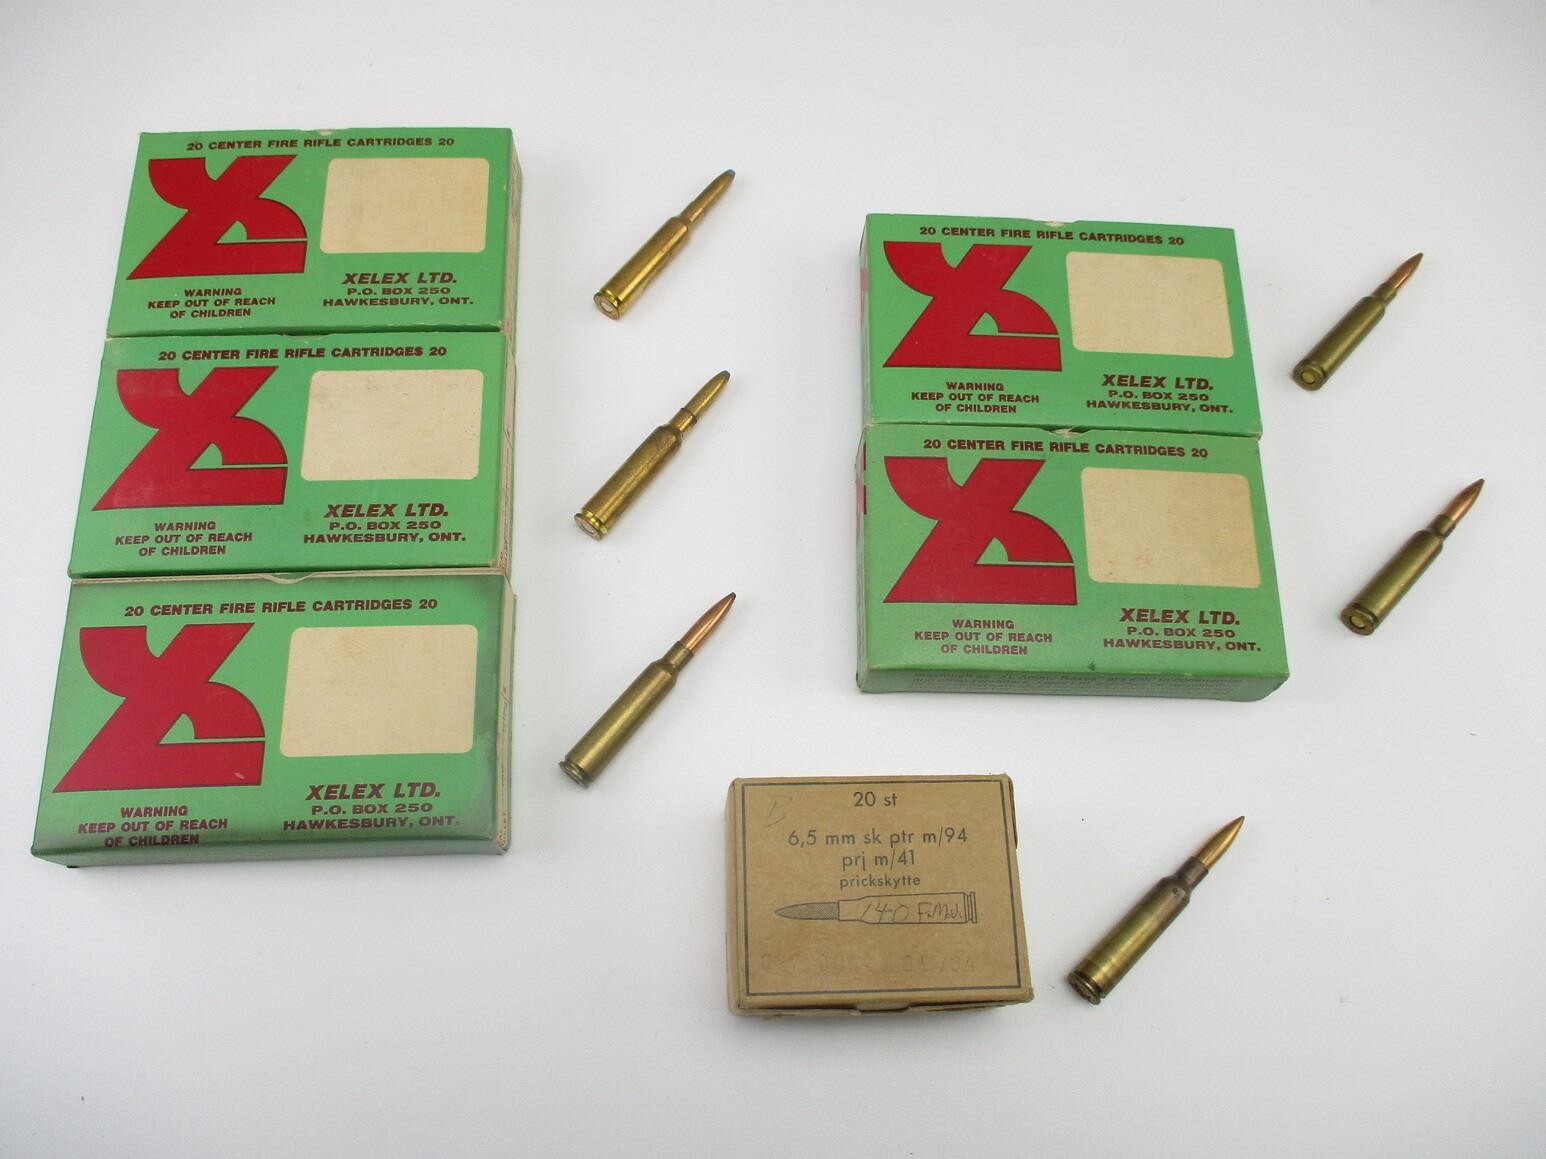 20 CENTER FIRE RIFLE CARTRIDGES 20
WARNING
KEEP OUT OF REACH
OF CHILDREN
XELEX LTD.
P.O. BOX 250
HAWKESBURY, ONT.
20 CENTER FIRE RIFLE CARTRIDGES 20
WARNING
KEEP OUT OF REACH
OF CHILDREN
XELEX LTD.
P.O. BOX 250
HAWKESBURY, ONT.
20 CENTER FIRE RIFLE CARTRIDGES 20
WARNING
KEEP OUT OF REACH
OF CHILDREN
XELEX LTD.
P.O. BOX 250
HAWKESBURY, ONT.
20 CENTER FIRE RIFLE CARTRIDGES 20
WARNING
KEEP OUT OF REACH
OF CHILDREN
XELEX LTD.
P.O. BOX 250
HAWKESBURY, ONT.
20 CENTER FIRE RIFLE CARTRIDGES 20
WARNING
KEEP OUT OF REACH
OF CHILDREN
XELEX LTD.
P.O. BOX 250
HAWKESBURY, ONT.
B
20 st
6,5 mm sk ptr m/94
prj m/41
prickskytte
140 F.M.J.